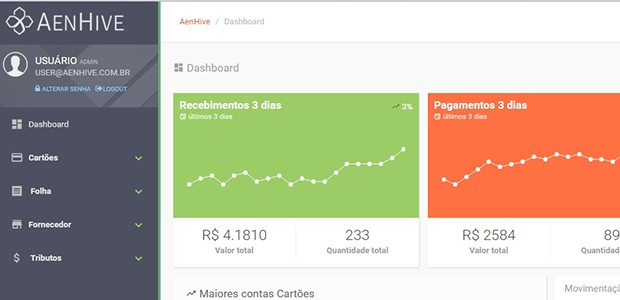 AENHIVE
USUÁRIO ADMIN
USER@AENHIVE.COM.BR
ALTERAR SENHA LOGOUT
Dashboard
Cartões
Folha
Fornecedor
Tributos
AenHive / Dashboard
Dashboard
Recebimentos 3 dias
3%
últimos 3 dias
R$ 4.1810
Valor total
233
Quantidade total
Pagamentos 3 dias
últimos 3 dias
R$ 2584
Valor total
89
Quantidad
Maiores contas Cartões
Movimentaçã